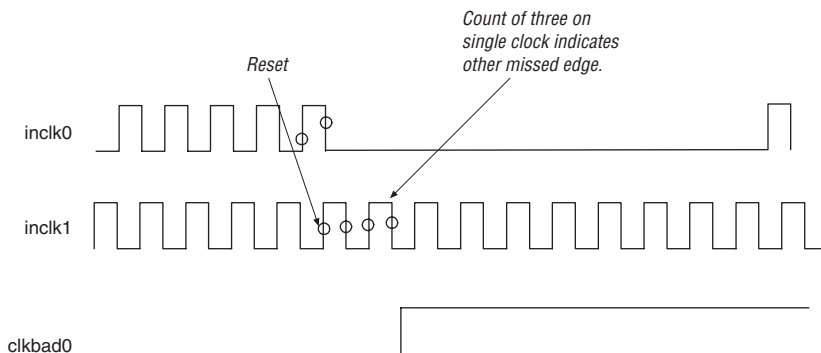 Count of three on
single clock indicates
other missed edge.
Reset
inclk0
inclk1
clkbad0